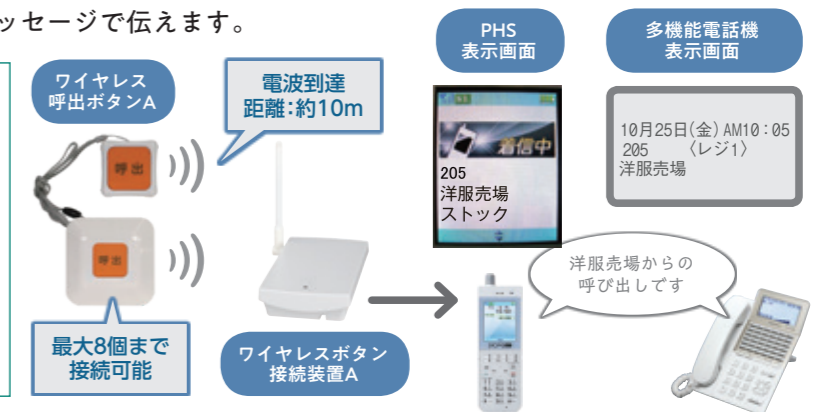 ッセージで伝えます。
PHS
表示画面
多機能電話機
表示画面
ワイヤレス
呼出ボタンA
電波到達
距離:約10m
呼出
呼出
着信中
205
洋服売場
ストック
10月25日(金)AM10:05
205 〈レジ1〉
洋服売場
洋服売場からの
呼び出しです
最大8個まで
接続可能
ワイヤレスボタン
接続装置A